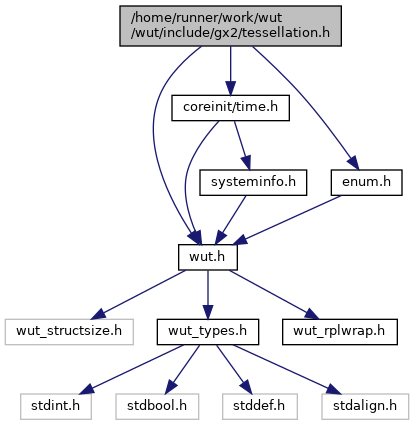 /home/runner/work/wut
/wut/include/gx2/tessellation.h
coreinit/time.h
systeminfo.h
enum.h
wut.h
wut_structsize.h
wut_types.h
wut_rplwrap.h
stdint.h
stdbool.h
stddef.h
stdalign.h